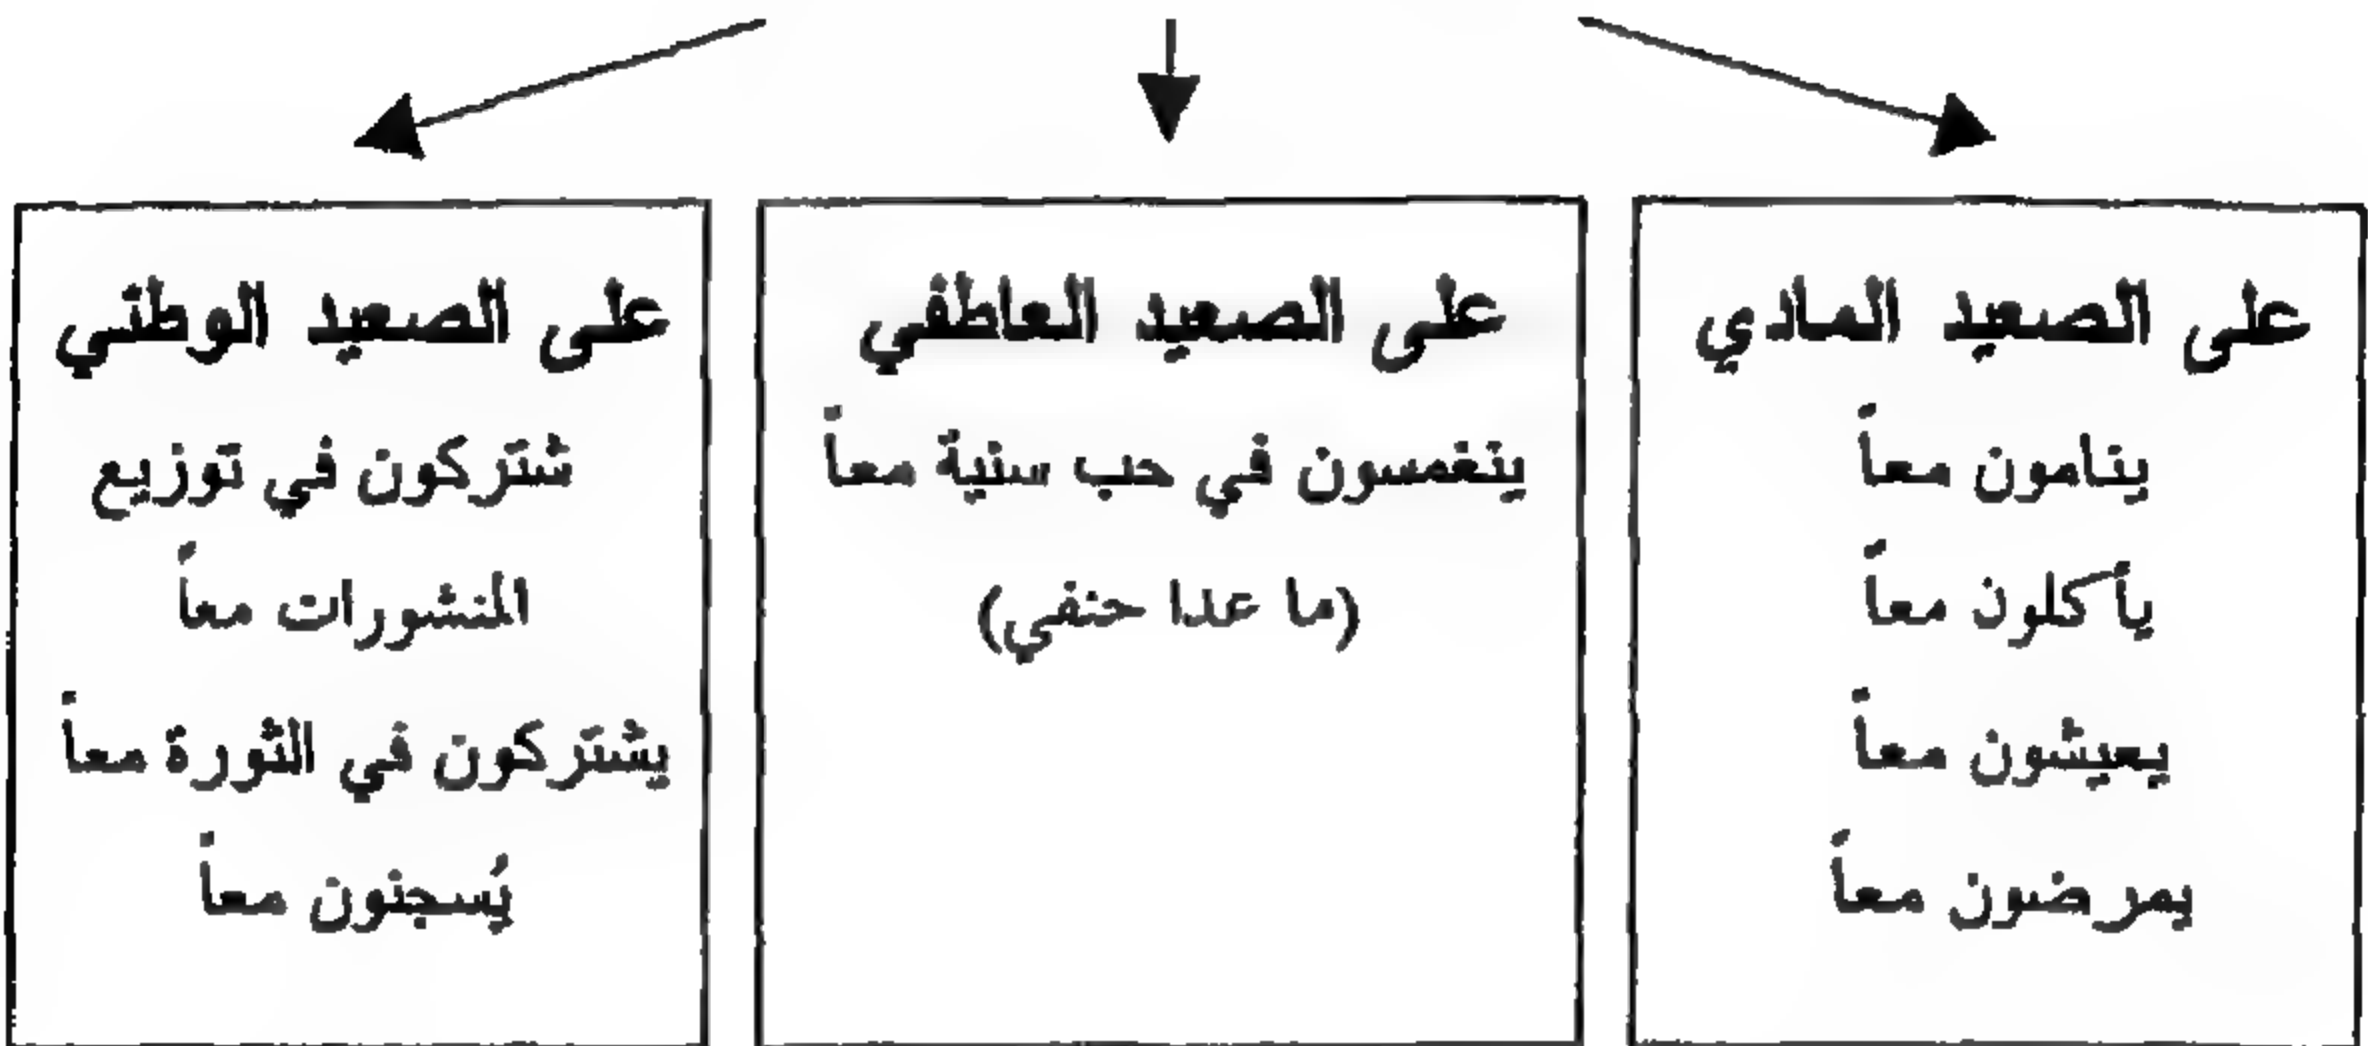 على الصعيد المادي
ينامون معاً
يأكلون معاً
يعيشون معاً
يمرضون معاً
على الصعيد العاطفي
ينغمسون في حب سنية معاً
(ما عدا حنفي)
على الصعيد الوطني
شتركون في توزيع
المنشورات معاً
يشتركون في الثورة معاً
يُسجنون معاً